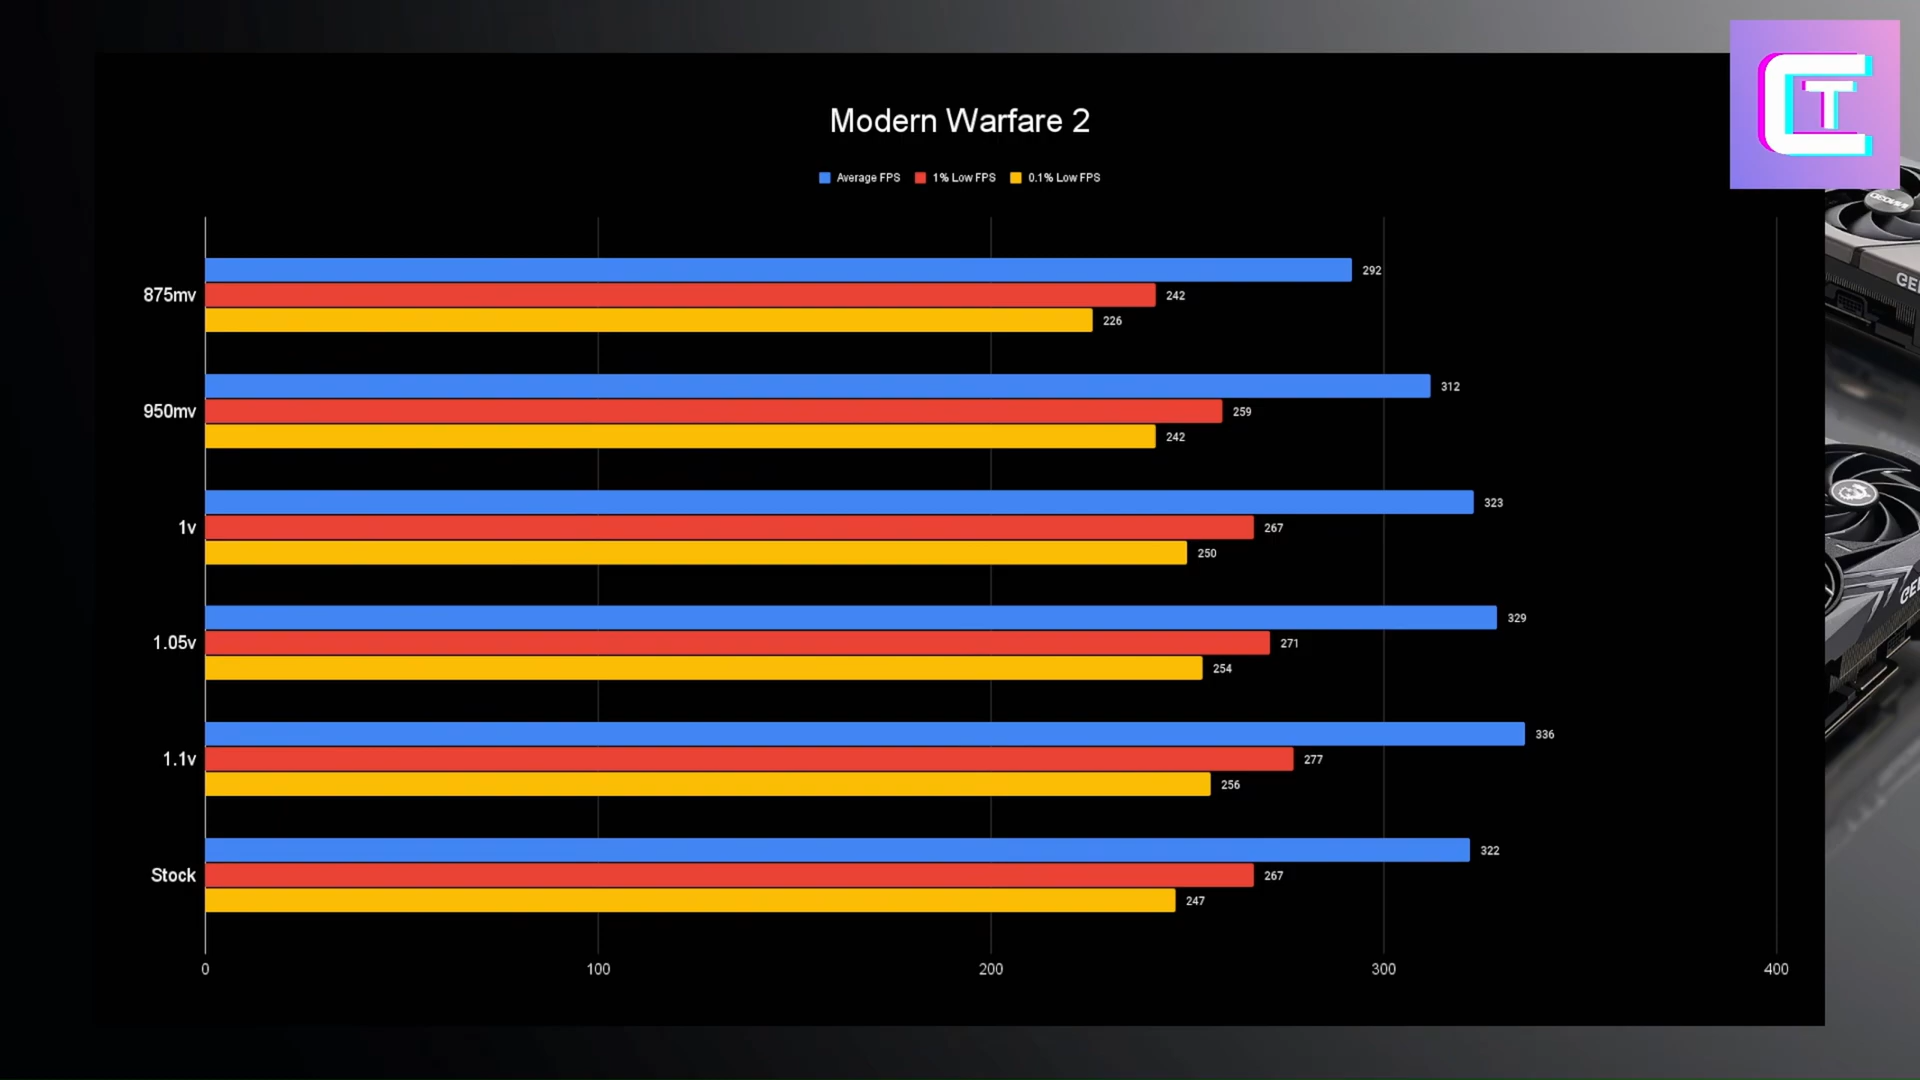 Modern Warfare 2
Average FPS 1% Low FPS 0.1% Low FPS
CT
875mv 292 242 226
950mv 312 259 242
1v 323 267 250
1.05v 329 271 254
1.1v 336 277 256
Stock 322 267 247
0 100 200 300 400